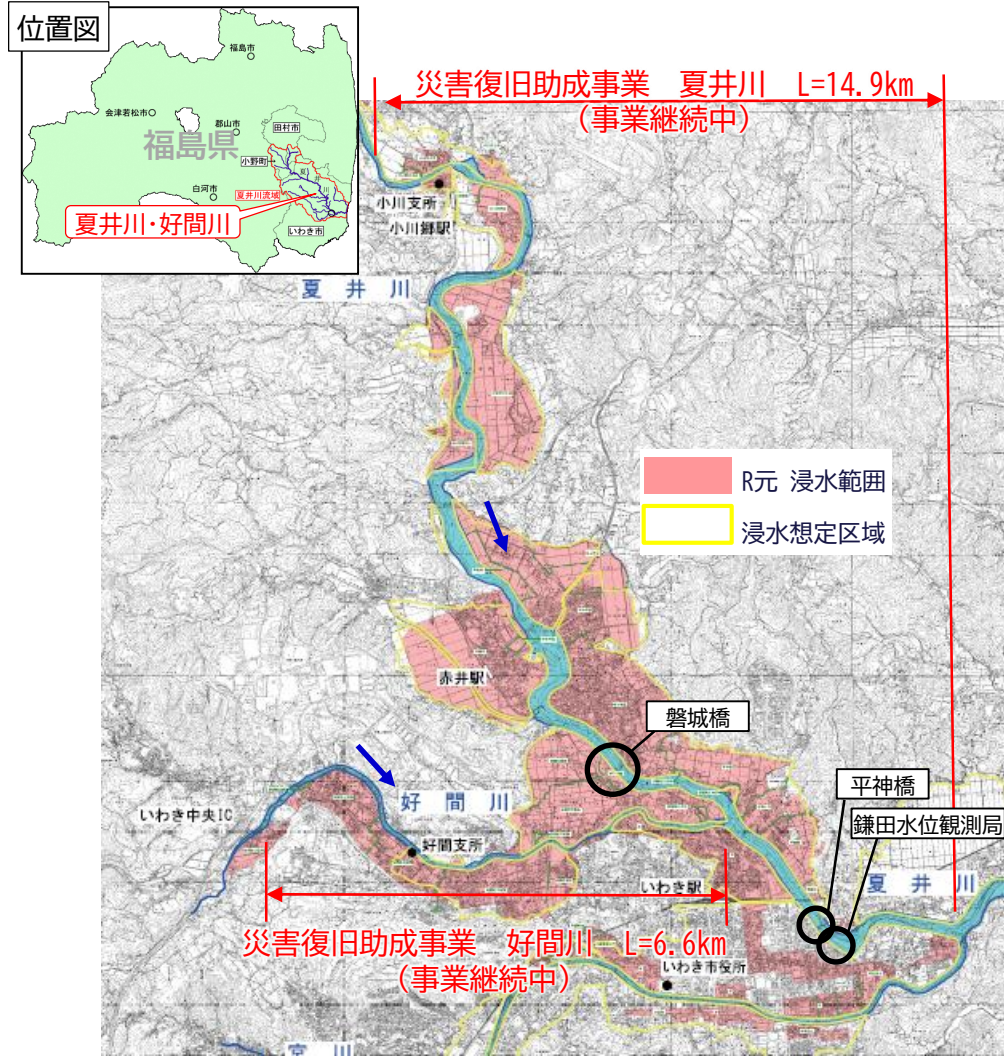 位置図
福島市
会津若松市
郡山市
田村市
福島県
小野町
夏井川
白河市
夏井川流域
夏井川・好間川
いわき市
災害復旧助成事業 夏井川 L=14.9km
(事業継続中)
小川支所
小川郷駅
夏井川
R元 浸水範囲
浸水想定区域
赤井駅
磐城橋
平神橋
いわき中央IC
好間川
鎌田水位観測局
好間支所
いわき駅
夏井川
災害復旧助成事業 好間川 L=6.6km
(事業継続中)
いわき市役所